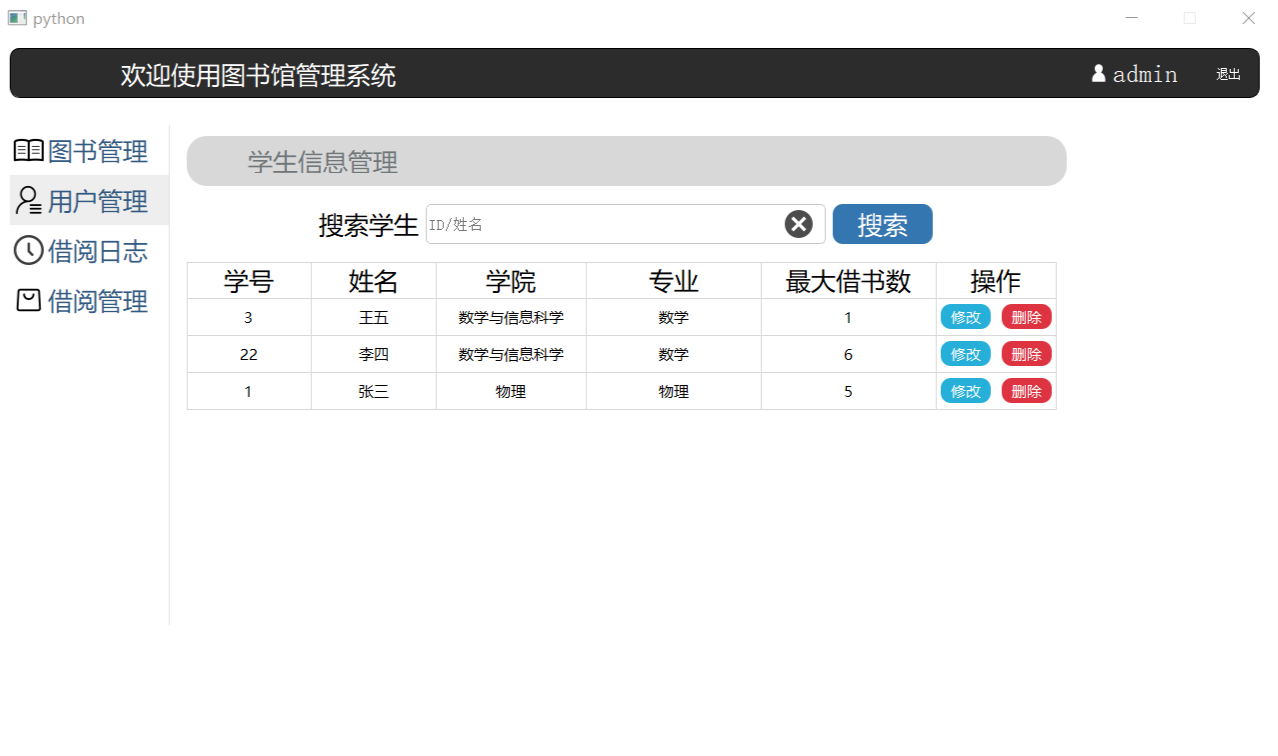 python
欢迎使用图书馆管理系统 admin 退出
图书管理
用户管理
借阅日志
借阅管理
学生信息管理
搜索学生 ID/姓名 搜索
学号 姓名 学院 专业 最大借书数 操作
3 王五 数学与信息科学 数学 1 修改 删除
22 李四 数学与信息科学 数学 6 修改 删除
1 张三 物理 物理 5 修改 删除